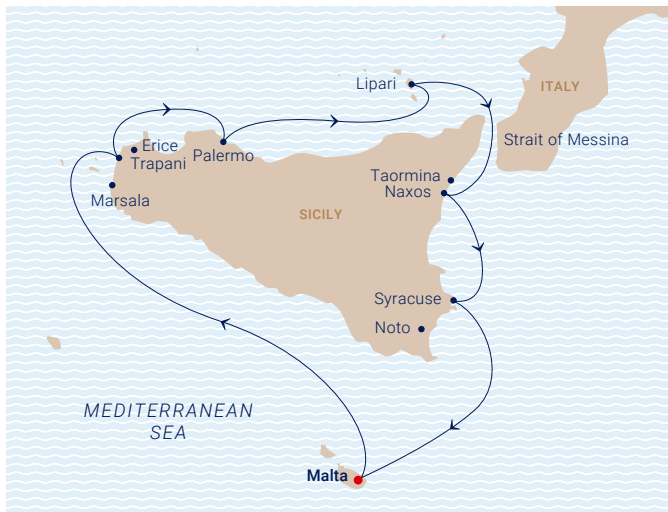 Lipari
ITALY
Strait of Messina
Erice
Trapani
Palermo
Taormina
Naxos
Marsala
SICILY
Syracuse
Noto
MEDITERRANEAN
SEA
Malta